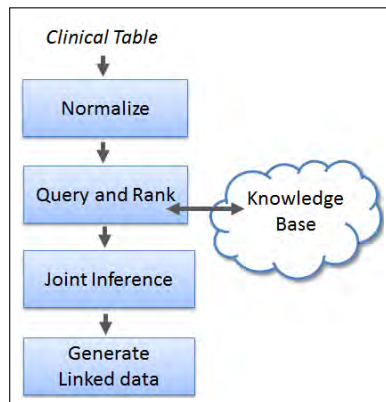 Clinical Table
Normalize
Query and Rank
Knowledge
Base
Joint Inference
Generate
Linked data